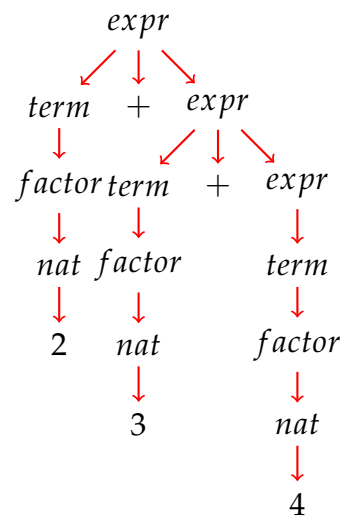 expr
term + expr
factor term + expr
nat factor term
2 nat factor
3 nat
4